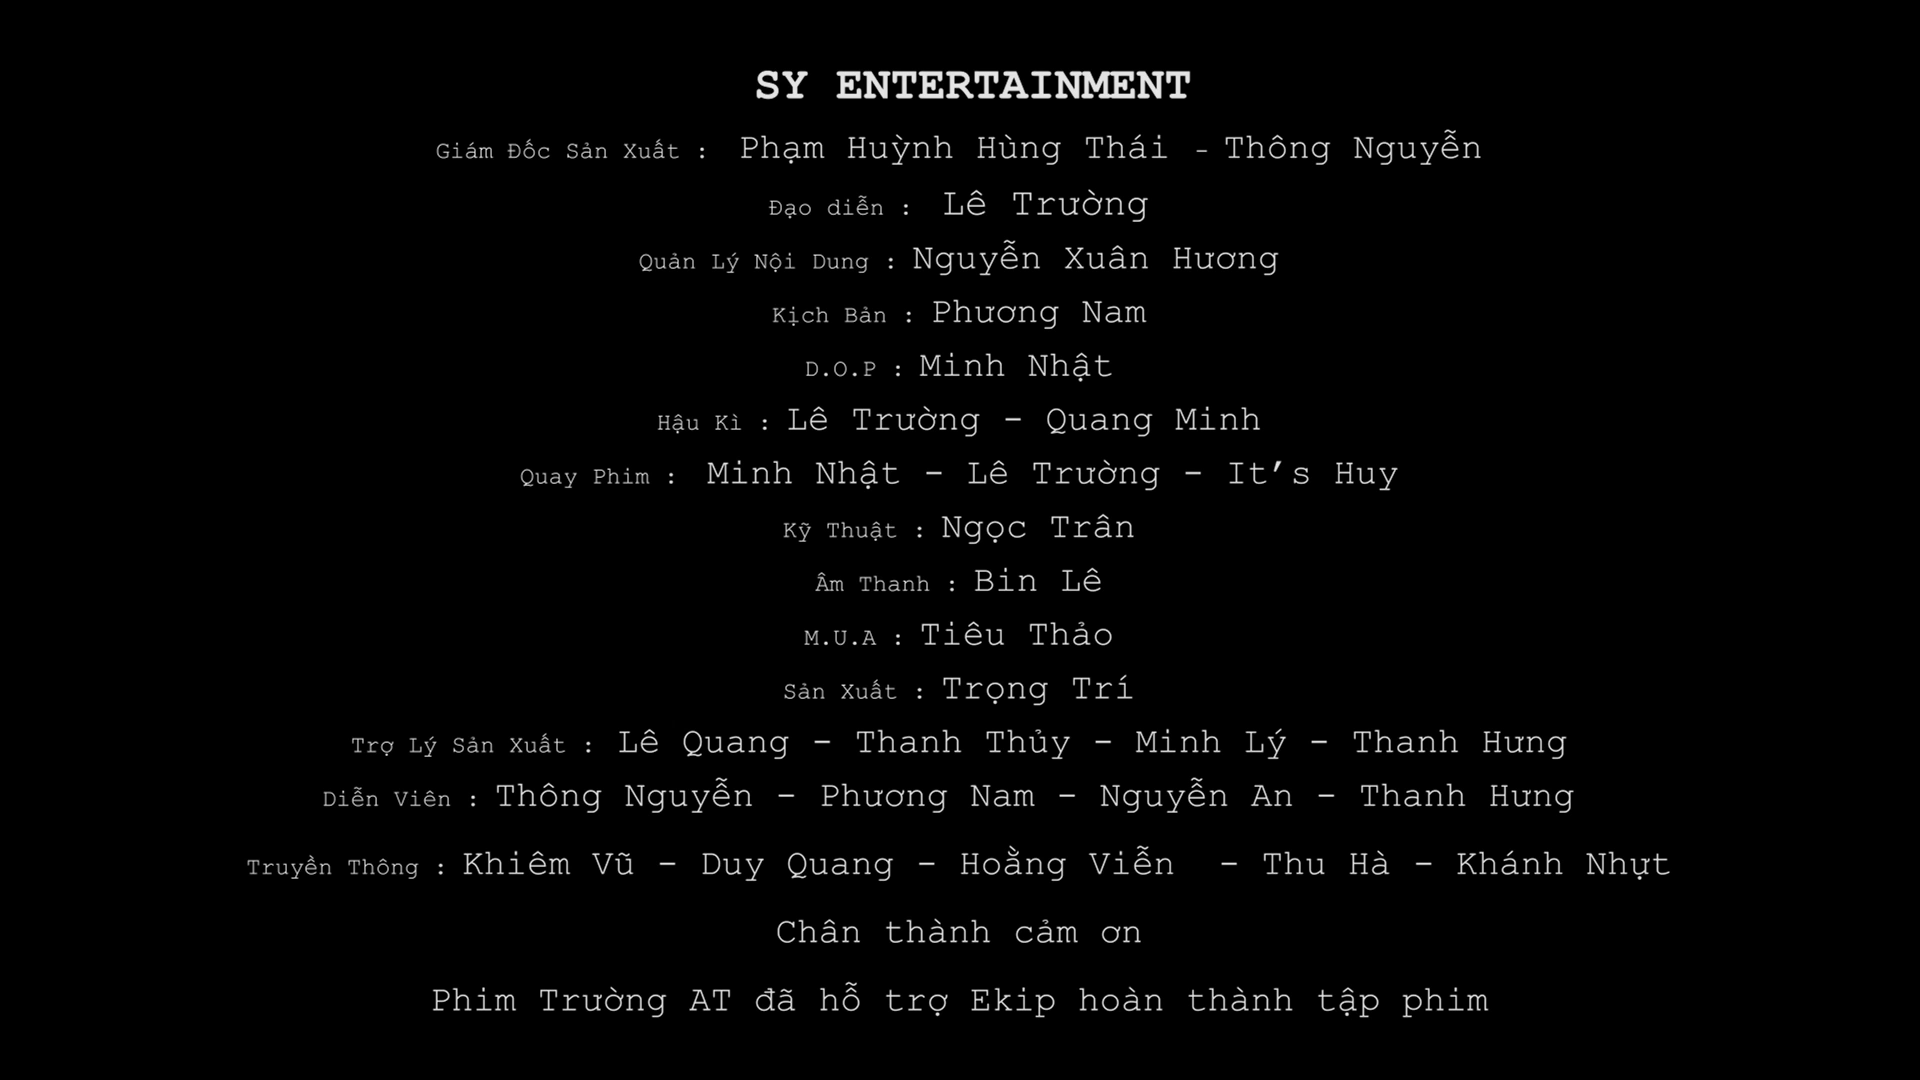 SY ENTERTAINMENT
Giám Đốc Sản Xuất : Phạm Huỳnh Hùng Thái - Thông Nguyễn
Đạo diễn : Lê Trường
Quản Lý Nội Dung : Nguyễn Xuân Hương
Kịch Bản : Phương Nam
D.O.P : Minh Nhật
Hậu Kì : Lê Trường - Quang Minh
Quay Phim : Minh Nhật - Lê Trường - It’s Huy
Kỹ Thuật : Ngọc Trân
Âm Thanh : Bin Lê
M.U.A : Tiêu Thảo
Sản Xuất : Trọng Trí
Trợ Lý Sản Xuất : Lê Quang - Thanh Thủy - Minh Lý - Thanh Hưng
Diễn Viên : Thông Nguyễn - Phương Nam - Nguyễn An - Thanh Hưng
Truyền Thông : Khiêm Vũ - Duy Quang - Hoằng Viễn - Thu Hà - Khánh Nhựt
Chân thành cảm ơn
Phim Trường AT đã hỗ trợ Ekip hoàn thành tập phim